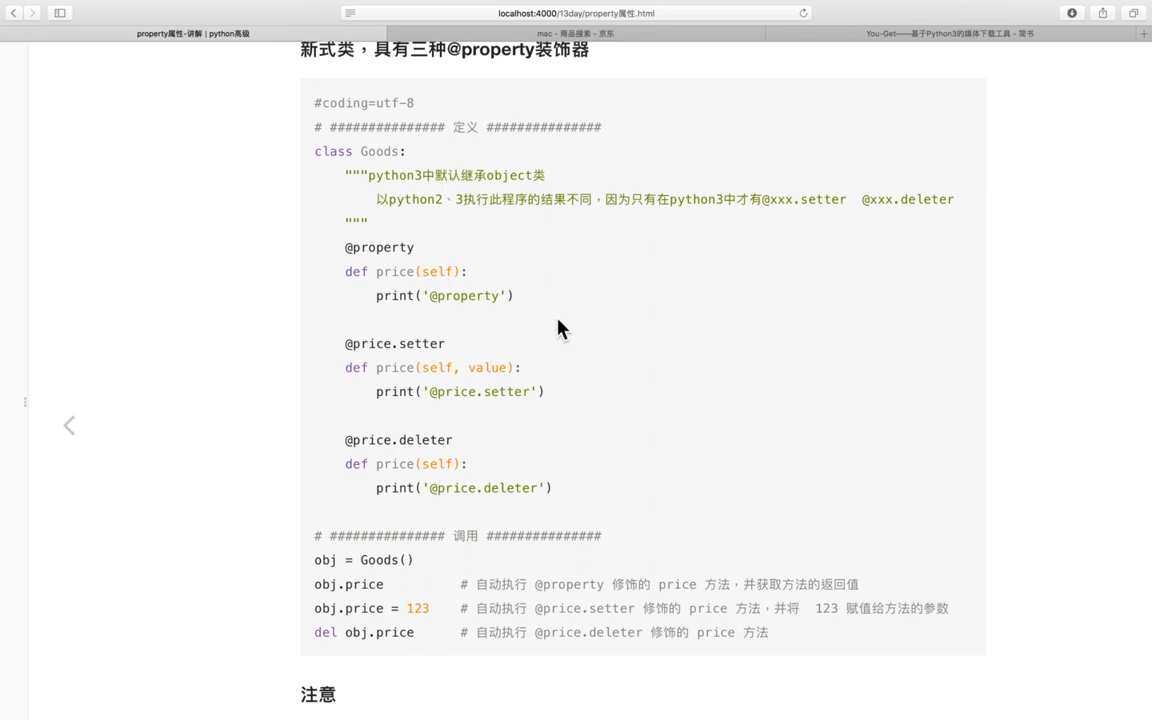 localhost:4000/13day/property属性.html
property属性-讲解 | python高级
mac - 商品搜索 - 京东
You-Get——基于Python3的媒体下载工具 - 简书
新式类，具有三种@property装饰器
#coding=utf-8
# ############### 定义 ###############
class Goods:
"""python3中默认继承object类
以python2、3执行此程序的结果不同，因为只有在python3中才有@xxx.setter  @xxx.deleter
"""
@property
def price(self):
print('@property')
@price.setter
def price(self, value):
print('@price.setter')
@price.deleter
def price(self):
print('@price.deleter')
# ############### 调用 ###############
obj = Goods()
obj.price          # 自动执行 @property 修饰的 price 方法，并获取方法的返回值
obj.price = 123    # 自动执行 @price.setter 修饰的 price 方法，并将  123 赋值给方法的参数
del obj.price      # 自动执行 @price.deleter 修饰的 price 方法
注意